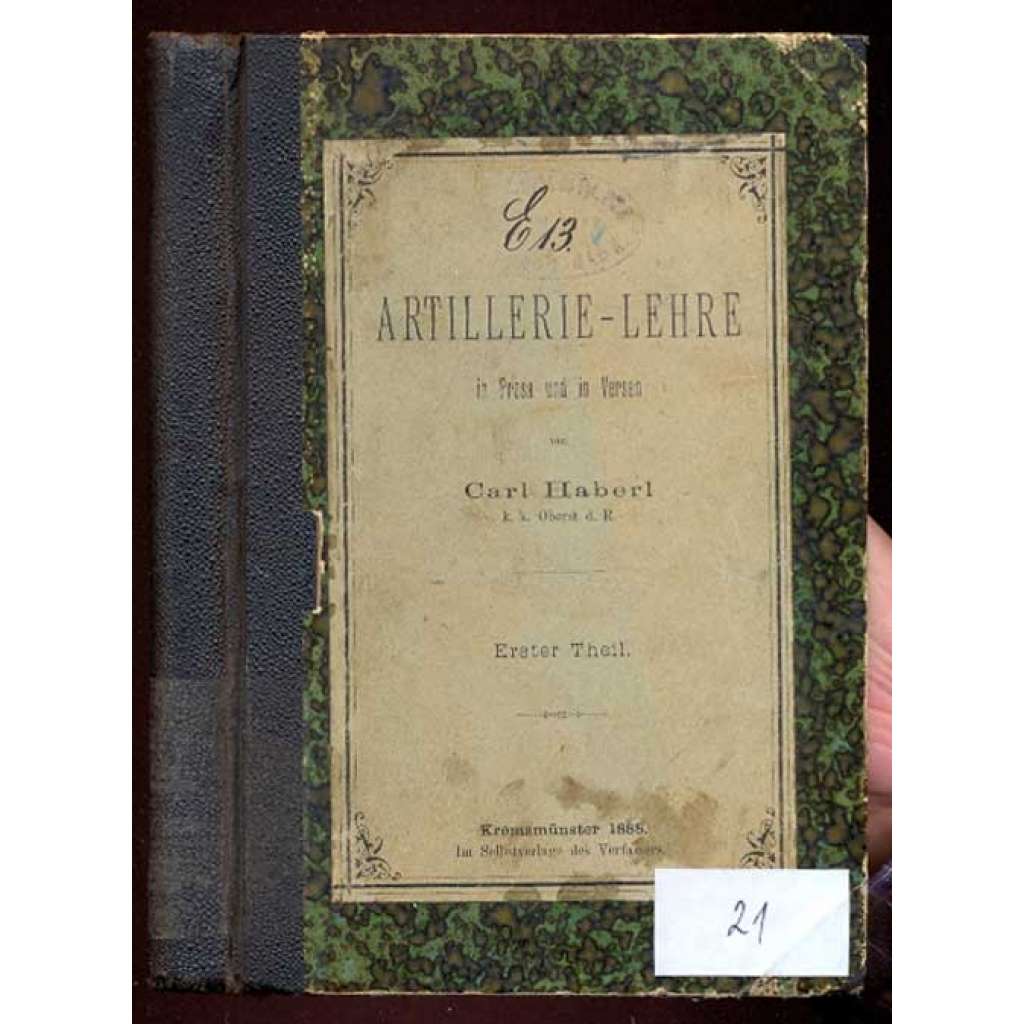 E 13.
ARTILLERIE-LEHRE
in Prosa und in Versen
von
Carl Haberl
k. k. Oberst d. R.
Erster Theil.
Kremsmünster 1888.
Im Selbstverlage des Verfassers.
21